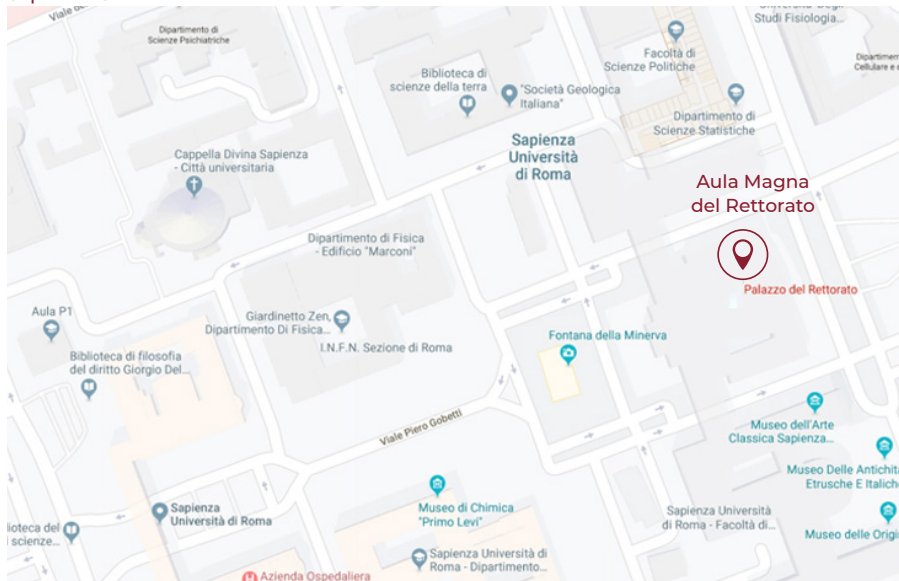 Viale
Dipartimento di
Scienze Psichiatriche
Studi Fisiologia...
Facoltà di
Scienze Politiche
Biblioteca di
scienze della terra
"Società Geologica
Italiana"
Dipartimento di
Scienze Statistiche
Sapienza
Università
di Roma
Cappella Divina Sapienza
- Città universitaria
Aula Magna
del Rettorato
Dipartimento di Fisica
- Edificio "Marconi"
Palazzo del Rettorato
Aula P1
Giardinetto Zen,
Dipartimento Di Fisica...
I.N.F.N. Sezione di Roma
Fontana della Minerva
Biblioteca di filosofia
del diritto Giorgio Del...
Viale Piero Gobetti
Museo dell'Arte
Classica Sapienza...
Museo Delle Antichità
Etrusche E Italiche
Museo di Chimica
"Primo Levi"
Sapienza
Università di Roma
Sapienza Università
di Roma - Facoltà di...
Museo delle Origi
ioteca del
scienze...
Sapienza Università di
Roma - Dipartimento...
Azienda Ospedaliera